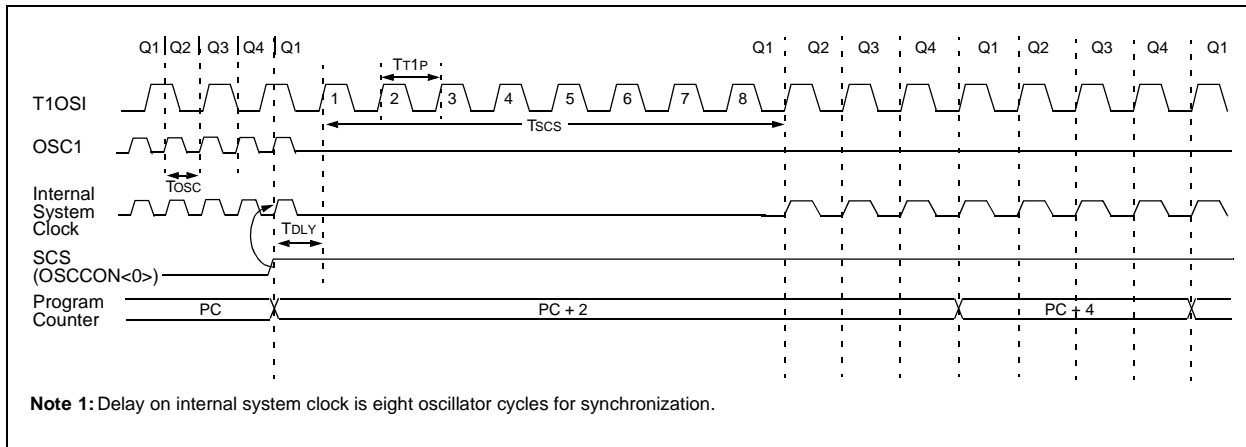 Q1 Q2 Q3 Q4 Q1 Q1 Q2 Q3 Q4 Q1 Q2 Q3 Q4 Q1
TT1P
T1OSI 1 2 3 4 5 6 7 8
TSCS
OSC1
TOSC
Internal
System
Clock
TDLY
SCS
(OSCCON<0>)
Program
Counter
PC PC + 2 PC + 4
Note 1: Delay on internal system clock is eight oscillator cycles for synchronization.